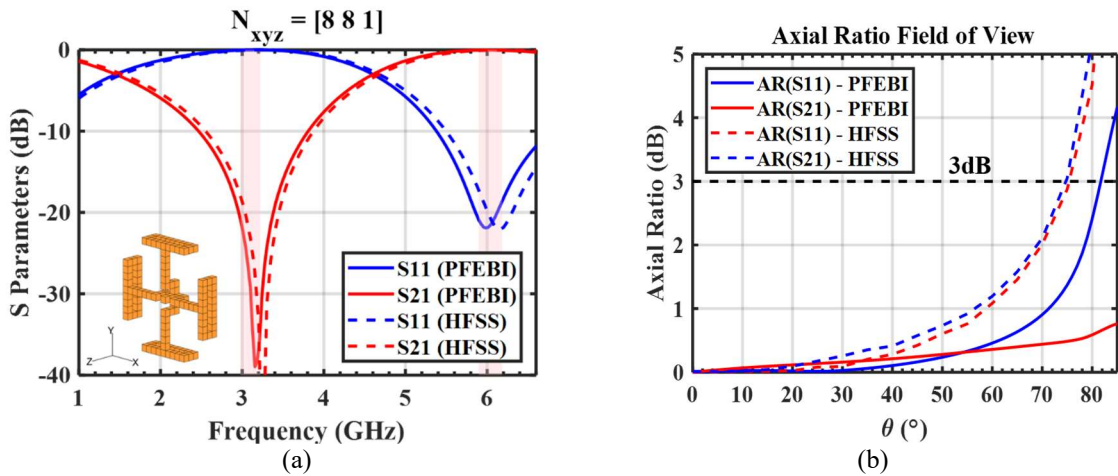 N_xyz = [8 8 1]
S Parameters (dB)
0
-10
-20
-30
-40
Y
Z
X
S11 (PFEBI)
S21 (PFEBI)
S11 (HFSS)
S21 (HFSS)
1
2
3
4
5
6
Frequency (GHz)
(a)
Axial Ratio Field of View
Axial Ratio (dB)
5
4
3
2
1
0
AR(S11) - PFEBI
AR(S21) - PFEBI
AR(S11) - HFSS
AR(S21) - HFSS
3dB
0
10
20
30
40
50
60
70
80
θ (°)
(b)